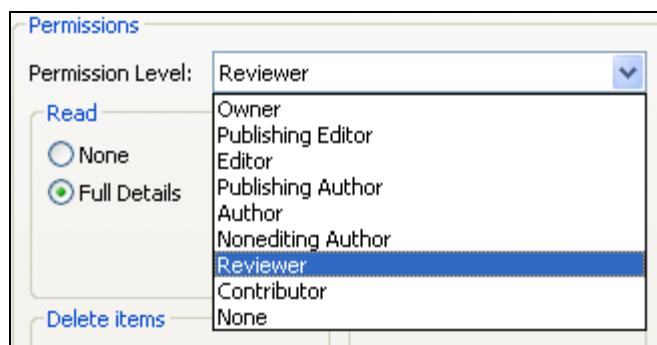 Permissions
Permission Level: Reviewer
Read
None
Full Details
Owner
Publishing Editor
Editor
Publishing Author
Author
Nonediting Author
Reviewer
Contributor
None
Delete items